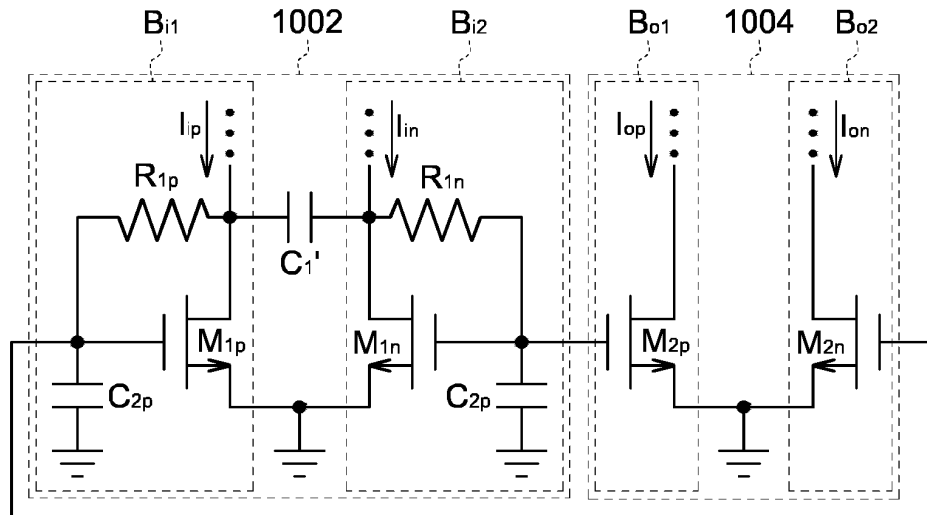 Bi1 1002 Bi2 Bo1 1004 Bo2
Iip Iin Iop Ion
R1p R1n
C1'
M1p M1n M2p M2n
C2p C2p